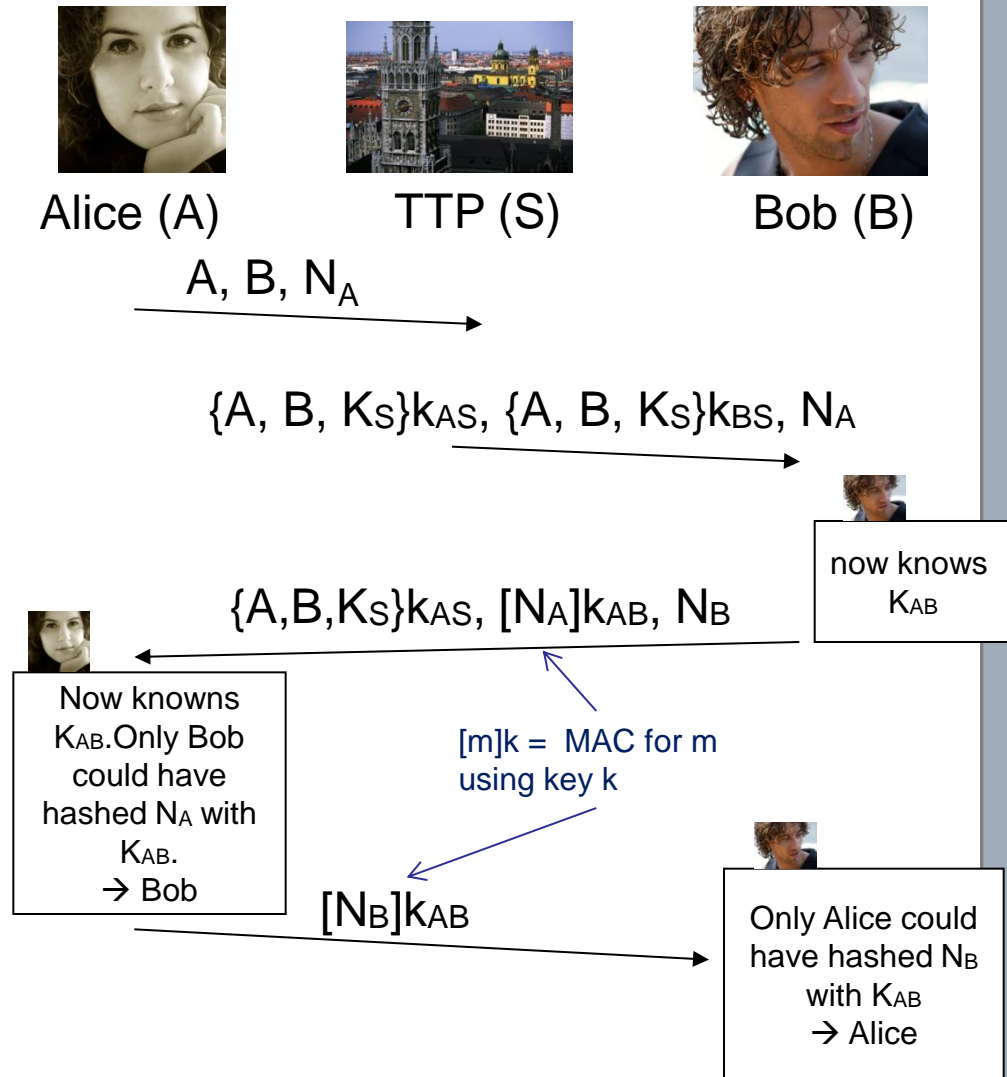 Alice (A) TTP (S) Bob (B)
A, B, N_A
{A, B, KS}kAS, {A, B, KS}kBS, NA
now knows
KAB
{A,B,KS}kAS, [NA]kAB, NB
Now knowns
KAB.Only Bob
could have
hashed NA with
KAB.
→ Bob
[m]k = MAC for m
using key k
[NB]kAB
Only Alice could
have hashed NB
with KAB
→ Alice